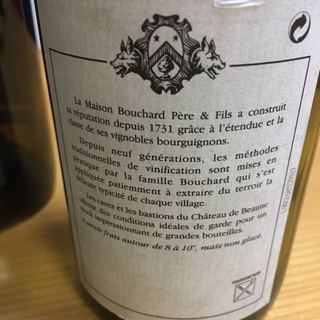 La Maison Bouchard Père & Fils a construit
sa réputation depuis 1731 grâce à l'étendue et la
classe de ses vignobles bourguignons.
Depuis neuf générations, les méthodes
traditionnelles de vinification sont mises en
pratique par la famille Bouchard qui s'est
appliquée patiemment à extraire du terroir la
délicate typicité de chaque village.
Les caves et les bastions du Château de Beaune
offrent des conditions idéales de garde pour un
stock impressionnant de grandes bouteilles.
A servir frais autour de 8 à 10°, mais non glacé.